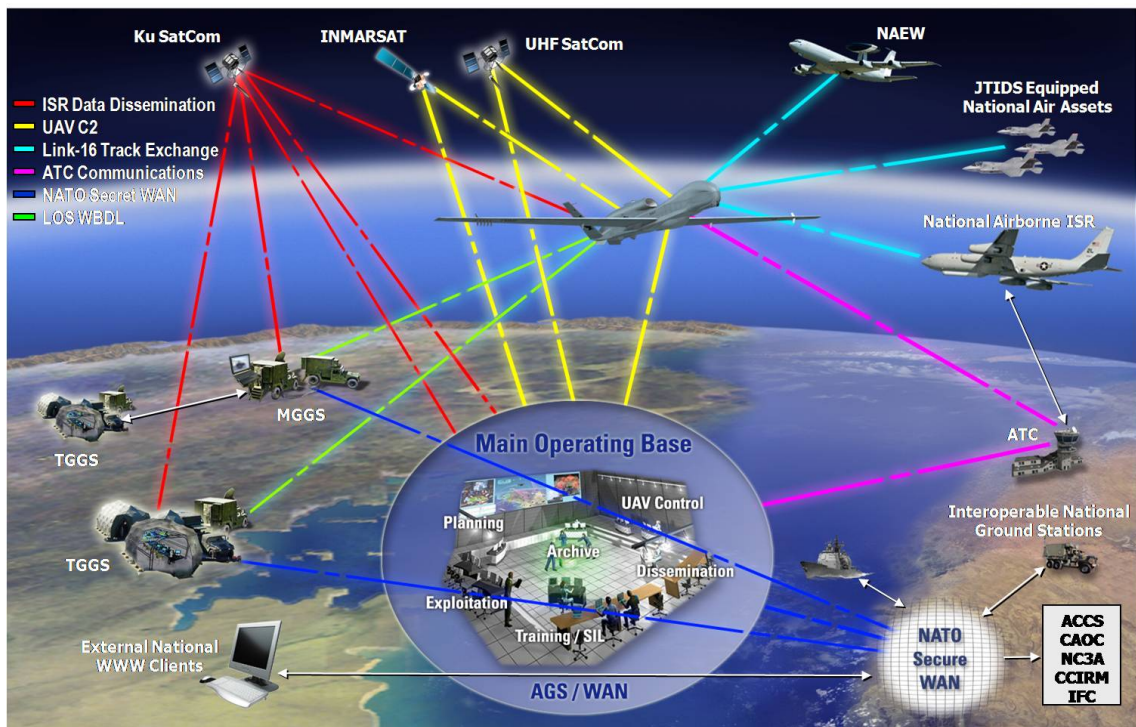 Ku SatCom
INMARSAT
UHF SatCom
NAEW
JTIDS Equipped
National Air Assets
ISR Data Dissemination
UAV C2
Link-16 Track Exchange
ATC Communications
NATO Secret WAN
LOS WBDL
National Airborne ISR
MGGS
TGGS
ATC
Main Operating Base
UAV Control
Planning
Archive
Dissemination
Exploitation
Training / SIL
AGS / WAN
TGGS
Interoperable National
Ground Stations
External National
WWW Clients
NATO
Secure
WAN
ACCS
CAOC
NC3A
CCIRM
IFC